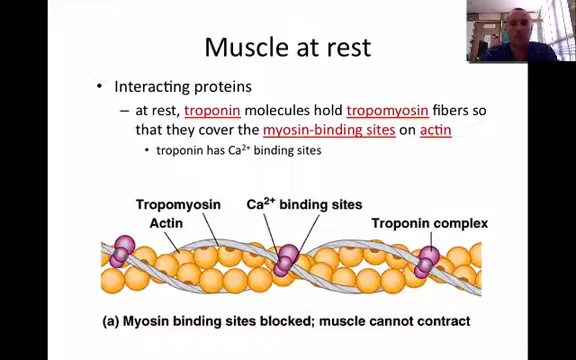 Muscle at rest
• Interacting proteins
– at rest, troponin molecules hold tropomyosin fibers so
that they cover the myosin-binding sites on actin
• troponin has Ca²⁺ binding sites
Tropomyosin
Ca²⁺ binding sites
Actin
Troponin complex
(a) Myosin binding sites blocked; muscle cannot contract